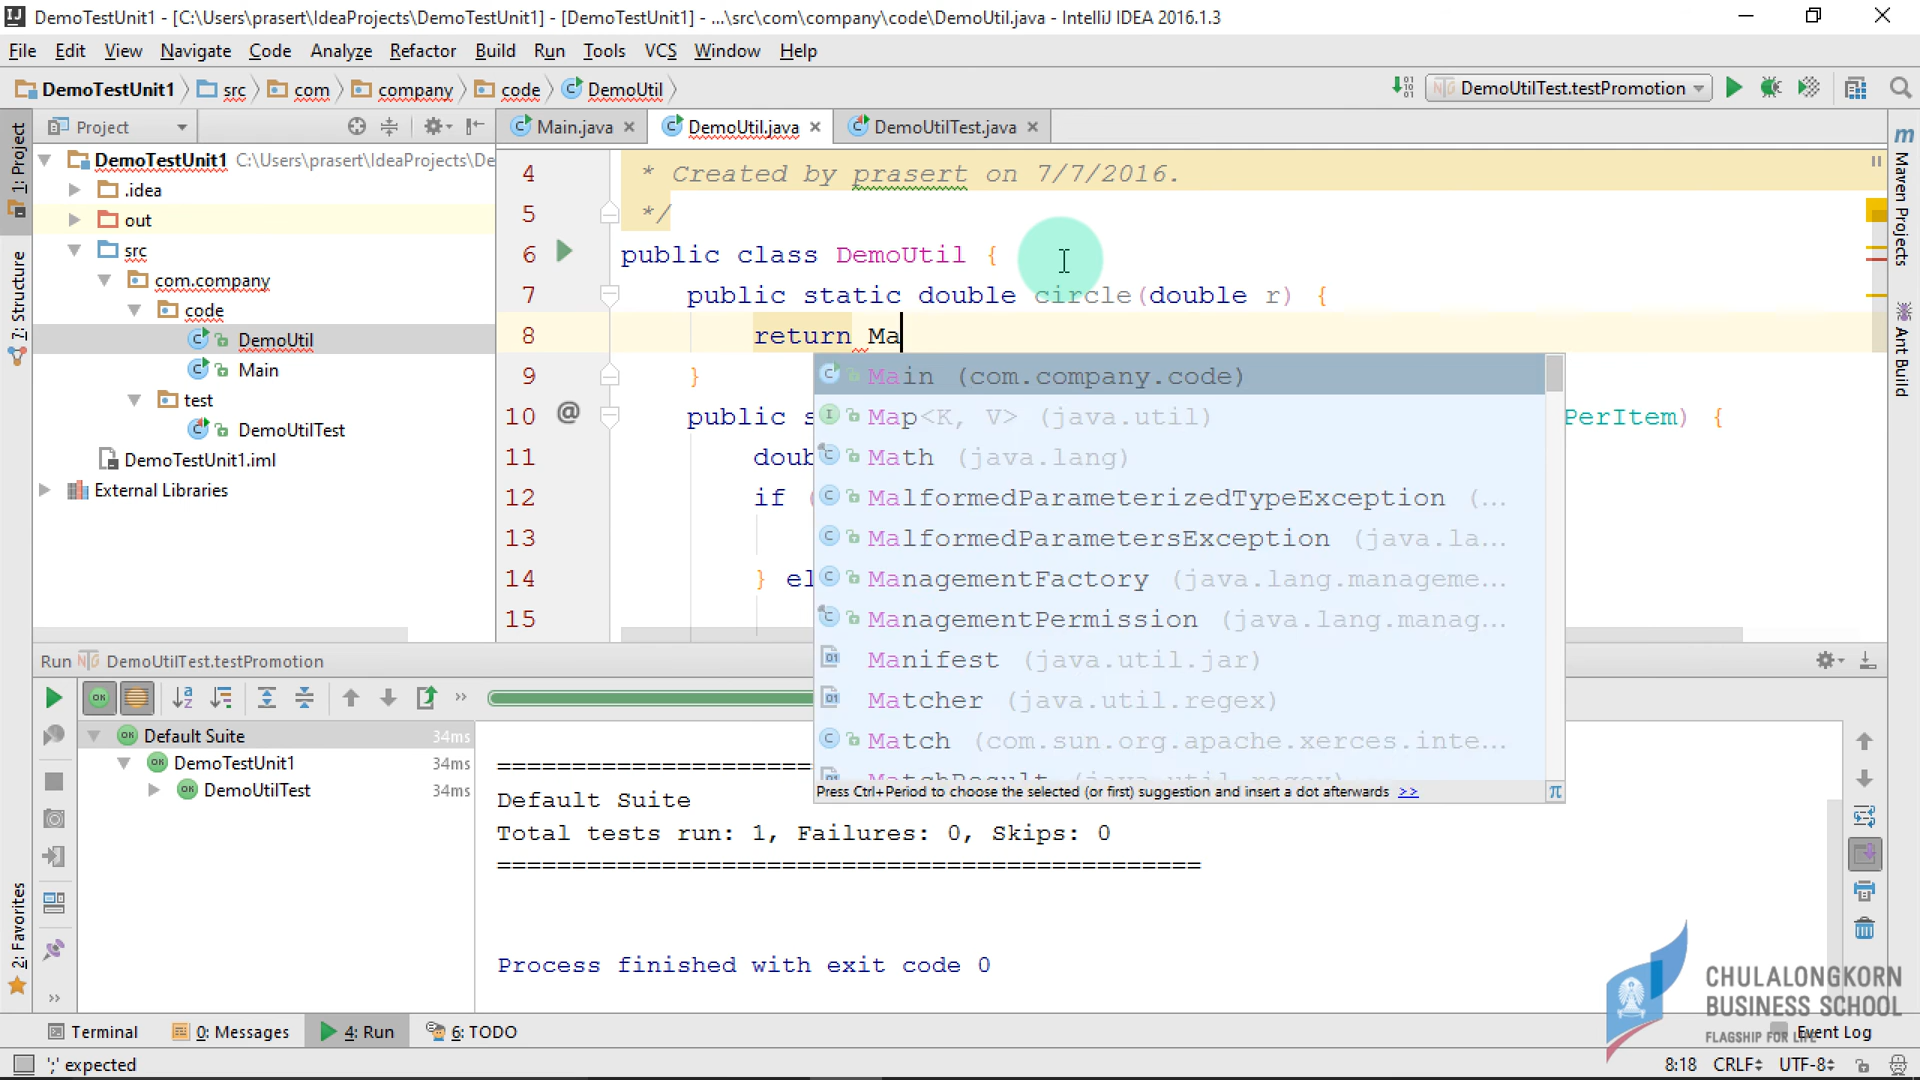 DemoTestUnit1 - [C:\Users\prasert\IdeaProjects\DemoTestUnit1] - [DemoTestUnit1] - ...\src\com\company\code\DemoUtil.java - IntelliJ IDEA 2016.1.3
File Edit View Navigate Code Analyze Refactor Build Run Tools VCS Window Help
DemoTestUnit1 src com company code DemoUtil DemoUtilTest.testPromotion
Project Main.java DemoUtil.java DemoUtilTest.java
1: Project
7: Structure
2: Favorites
Maven Projects
Ant Build
DemoTestUnit1 C:\Users\prasert\IdeaProjects\De
.idea
out
src
com.company
code
DemoUtil
Main
test
DemoUtilTest
DemoTestUnit1.iml
External Libraries
4 * Created by prasert on 7/7/2016.
5 */
6 public class DemoUtil {
7 public static double circle(double r) {
8 return Ma
9 }
10 @ public s PerItem) {
11 doub
12 if (
13
14 } el
15
Main (com.company.code)
Map<K, V> (java.util)
Math (java.lang)
MalformedParameterizedTypeException (...
MalformedParametersException (java.la...
ManagementFactory (java.lang.manageme...
ManagementPermission (java.lang.manag...
Manifest (java.util.jar)
Matcher (java.util.regex)
Match (com.sun.org.apache.xerces.inte...
MatchResult (java.util.regex)
Press Ctrl+Period to choose the selected (or first) suggestion and insert a dot afterwards >> π
Run DemoUtilTest.testPromotion
Default Suite 34ms
DemoTestUnit1 34ms
DemoUtilTest 34ms
===============================================
Default Suite
Total tests run: 1, Failures: 0, Skips: 0
===============================================
Process finished with exit code 0
CHULALONGKORN
BUSINESS SCHOOL
FLAGSHIP FOR LIFE
Terminal 0: Messages 4: Run 6: TODO Event Log
';' expected 8:18 CRLF UTF-8